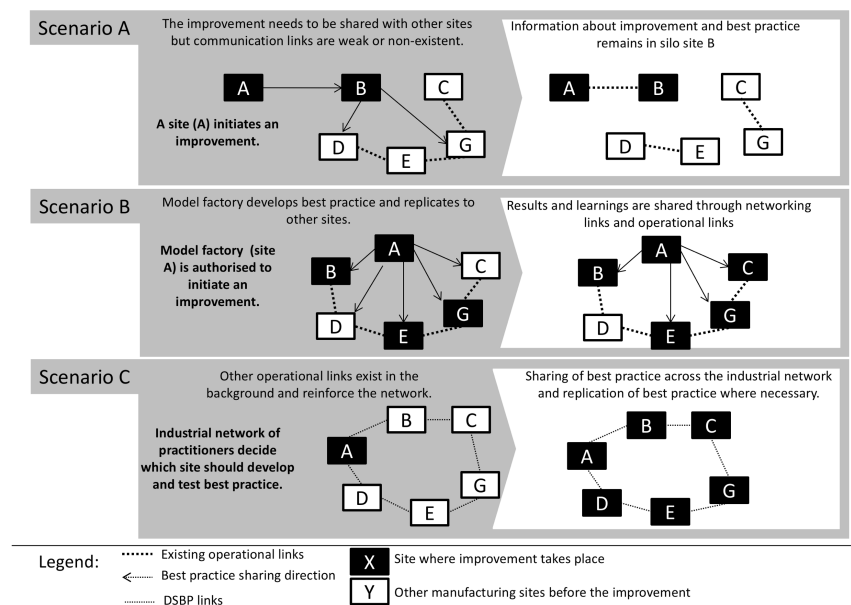 Scenario A
The improvement needs to be shared with other sites
but communication links are weak or non-existent.
A
B
C
D
E
G
A site (A) initiates an
improvement.
Information about improvement and best practice
remains in silo site B
A
B
C
D
E
G
Scenario B
Model factory develops best practice and replicates to
other sites.
Model factory (site
A) is authorised to
initiate an
improvement.
A
B
C
D
E
G
Results and learnings are shared through networking
links and operational links
A
B
C
D
E
G
Scenario C
Other operational links exist in the
background and reinforce the network.
Industrial network of
practitioners decide
which site should develop
and test best practice.
B
C
A
D
E
G
Sharing of best practice across the industrial network
and replication of best practice where necessary.
B
C
A
D
E
G
Legend:
Existing operational links
Best practice sharing direction
DSBP links
X
Site where improvement takes place
Y
Other manufacturing sites before the improvement